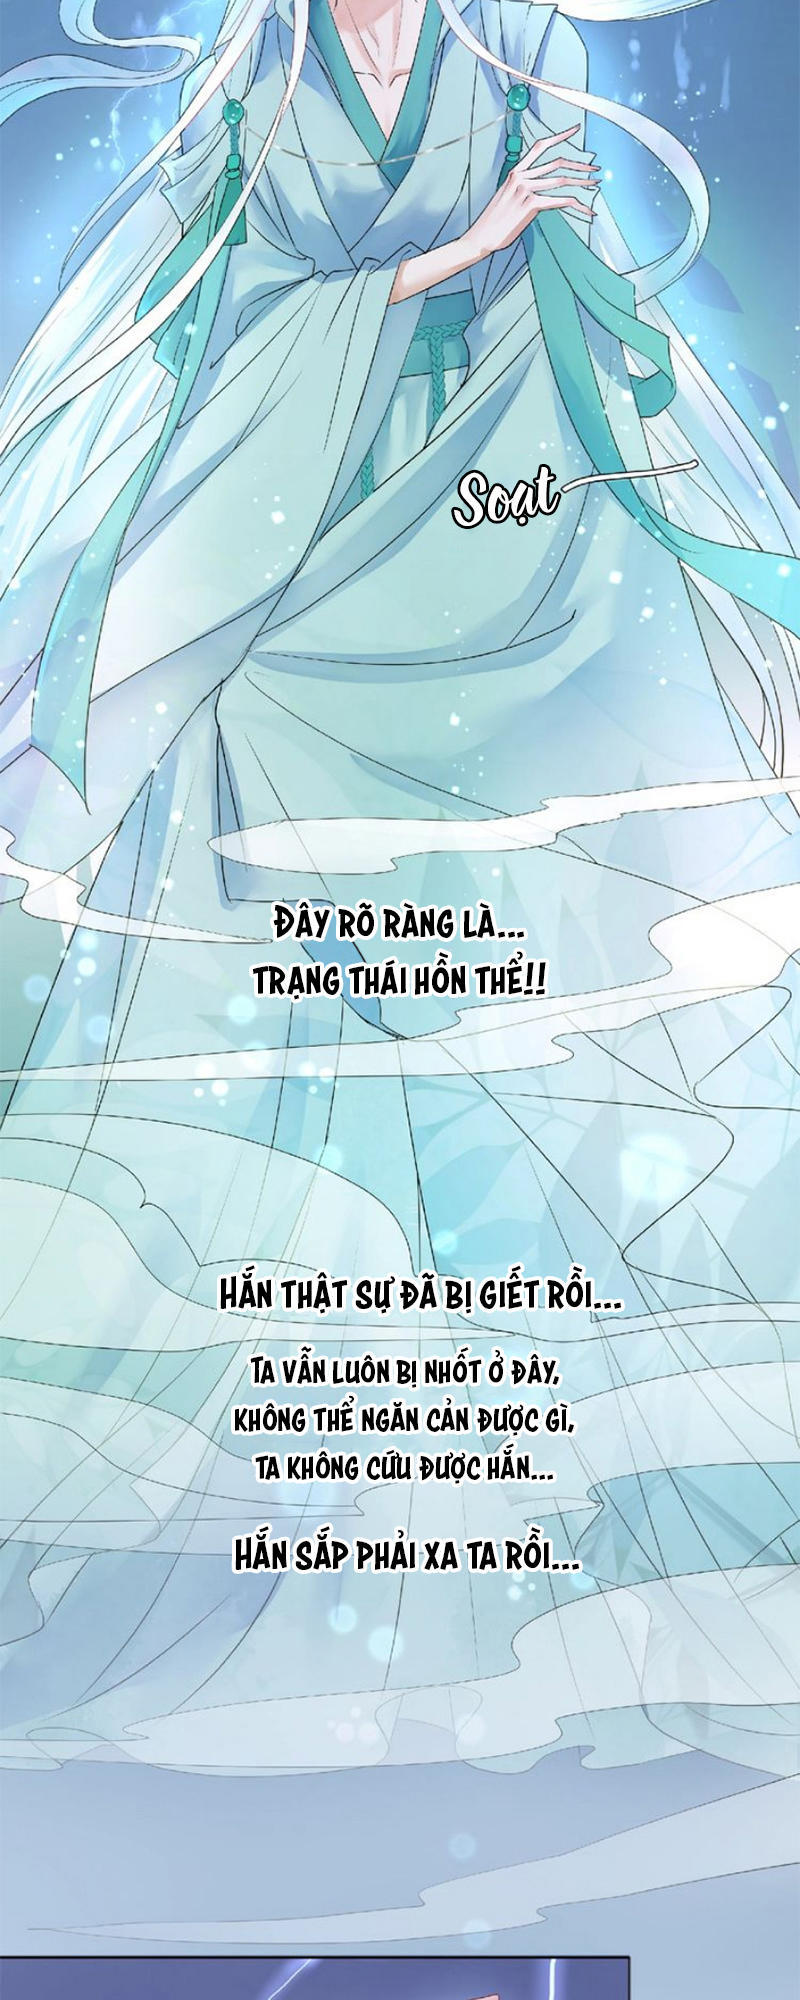 Soạt
ĐÂY RÕ RÀNG LÀ...
TRẠNG THÁI HỒN THỂ!!
HẮN THẬT SỰ ĐÃ BỊ GIẾT RỒI...
TA VẪN LUÔN BỊ NHỐT Ở ĐÂY,
KHÔNG THỂ NGĂN CẢN ĐƯỢC GÌ,
TA KHÔNG CỨU ĐƯỢC HẮN...
HẮN SẮP PHẢI XA TA RỒI...